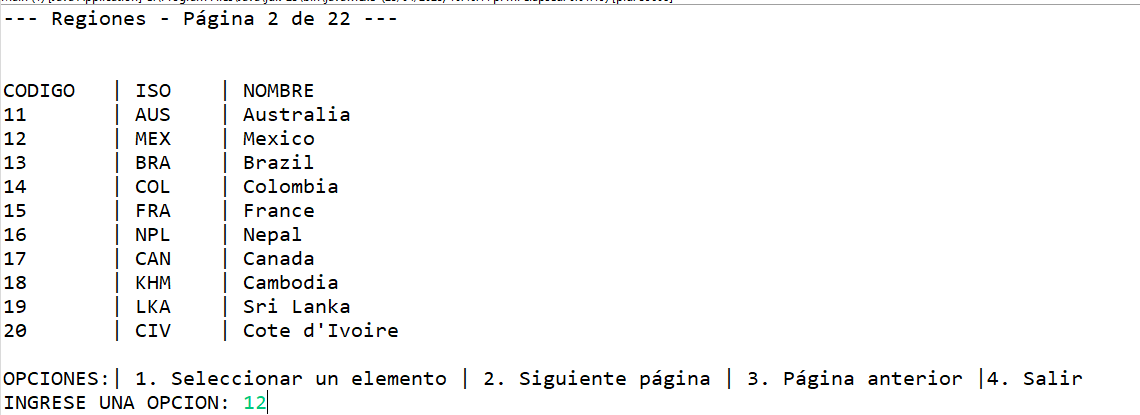 --- Regiones - Página 2 de 22 ---
CODIGO | ISO | NOMBRE
11 | AUS | Australia
12 | MEX | Mexico
13 | BRA | Brazil
14 | COL | Colombia
15 | FRA | France
16 | NPL | Nepal
17 | CAN | Canada
18 | KHM | Cambodia
19 | LKA | Sri Lanka
20 | CIV | Cote d'Ivoire
OPCIONES:| 1. Seleccionar un elemento | 2. Siguiente página | 3. Página anterior |4. Salir
INGRESE UNA OPCION: 12